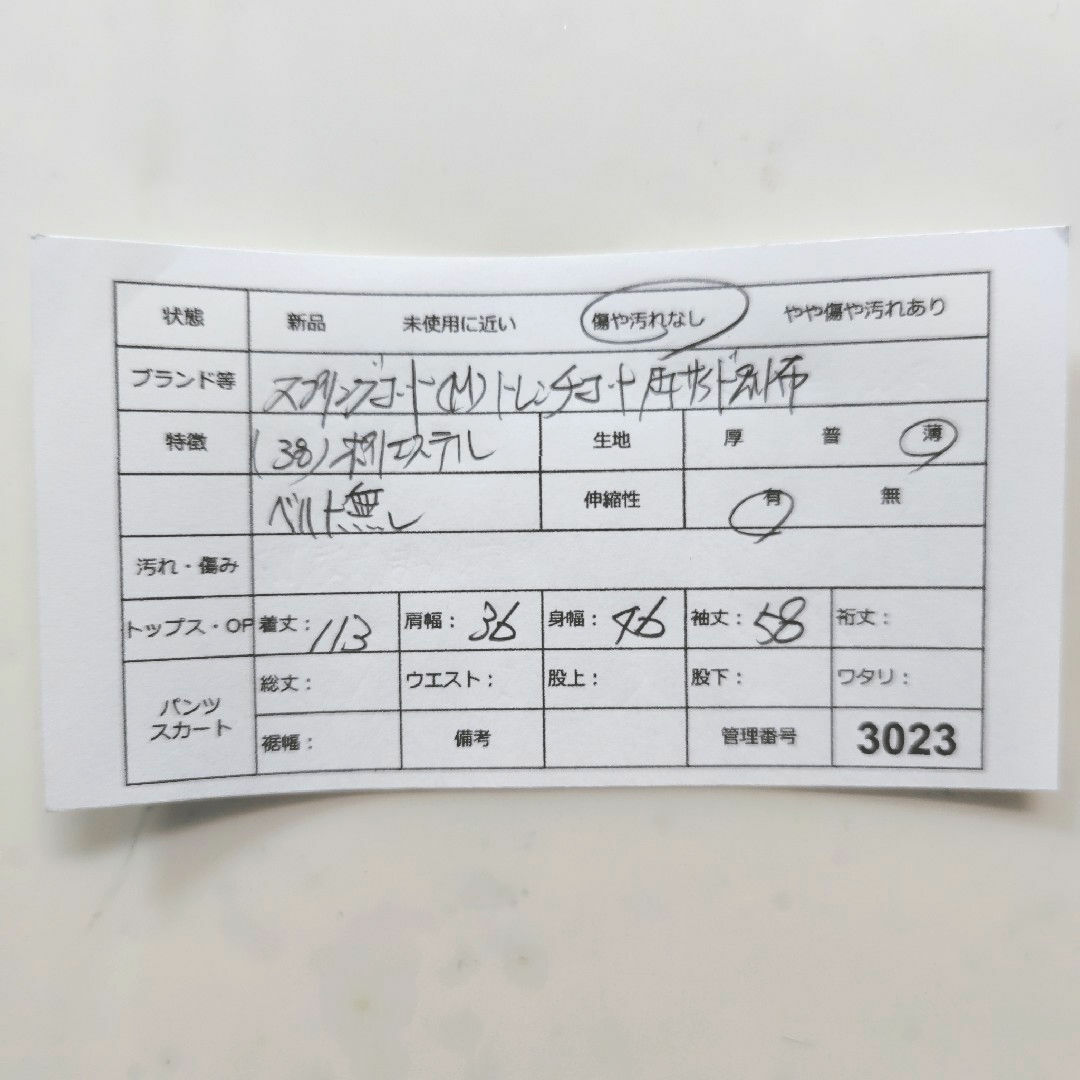 状態 新品 未使用に近い 傷や汚れなし やや傷や汚れあり
ブランド等 スプリングコート(M)トレンチコート 肩
特徴 (38)ポリエステル 生地 厚 普 薄
ベルト無し 伸縮性 有 無
汚れ・傷み
トップス・OP 着丈：113 肩幅：36 身幅：46 袖丈：58 裄丈：
パンツ スカート 総丈： ウエスト： 股上： 股下： ワタリ：
裾幅： 備考 管理番号 3023